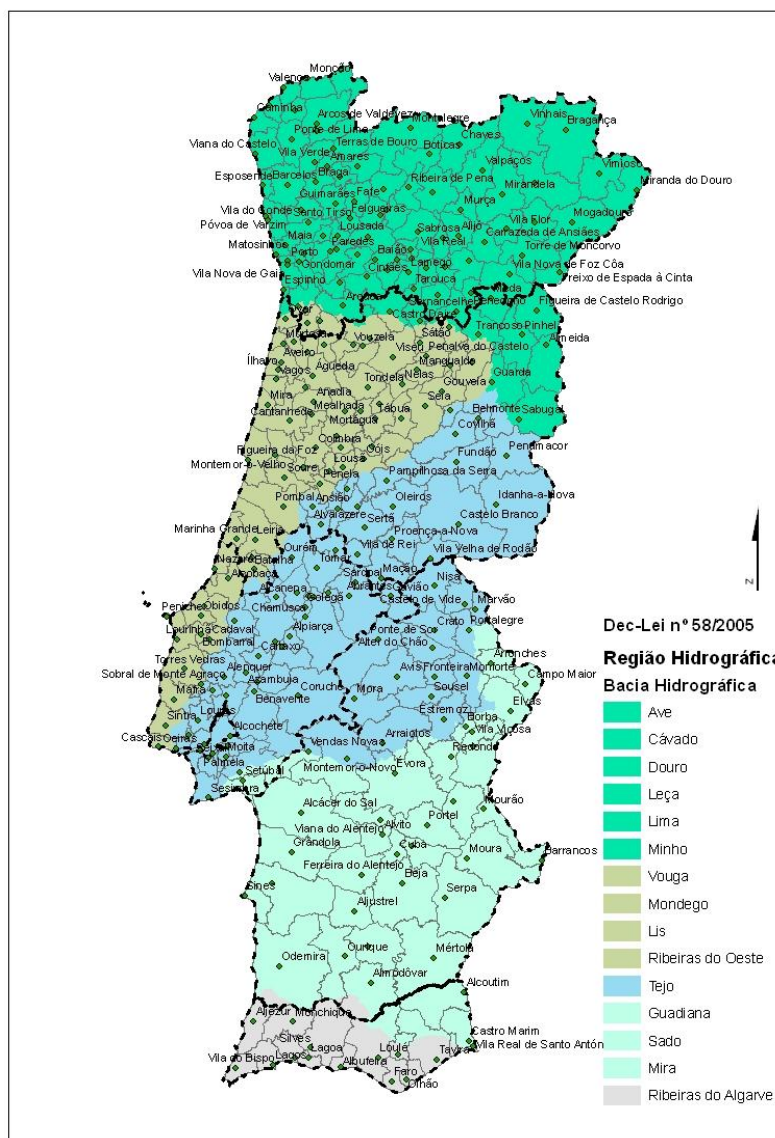 Monção
Valença
Caminha
Arcos de Valdevez
Montalegre
Vinhais
Bragança
Ponte de Lima
Chaves
Viana do Castelo
Terras de Bouro
Boticas
Vila Verde
Amares
Valpaços
Vimioso
Esposende
Barcelos
Braga
Ribeira de Pena
Mirandela
Miranda do Douro
Guimarães
Fafe
Murça
Vila do Conde
Santo Tirso
Felgueiras
Vila Flor
Mogadouro
Póvoa de Varzim
Lousada
Sabrosa
Alijó
Carrazeda de Ansiães
Maia
Matosinhos
Paredes
Baião
Vila Real
Torre de Moncorvo
Porto
Gondomar
Lamego
Vila Nova de Foz Côa
Vila Nova de Gai
Cinfães
Freixo de Espada à Cinta
Espinho
Tarouca
Arouca
Sernancelhe
Penedono
Figueira de Castelo Rodrigo
Castro Daire
Murtosa
Vouzela
Sátão
Trancoso
Pinhel
Aveiro
Viseu
Penalva do Castelo
Almeida
Ílhavo
Águeda
Mangualde
Vagos
Nelas
Guarda
Tondela
Gouveia
Mira
Anadia
Seia
Mealhada
Tábua
Belmonte
Sabugal
Cantanhede
Mortágua
Covilhã
Coimbra
Penamacor
Figueira da Foz
Góis
Fundão
Montemor-o-Velho
Lousã
Soure
Penela
Pampilhosa da Serra
Idanha-a-Nova
Pombal
Ansião
Oleiros
Alvaiázere
Castelo Branco
Marinha Grande
Leiria
Sertã
Proença-a-Nova
Ourém
Vila de Rei
Vila Velha de Rodão
Nazaré
Batalha
Tomar
Mação
Alcobaça
Sardoal
Nisa
Alcanena
Abrantes
Gavião
Peniche
Óbidos
Golegã
Castelo de Vide
Marvão
Chamusca
Crato
Portalegre
Lourinhã
Cadaval
Alpiarça
Ponte de Sor
Bombarral
Alter do Chão
Arronches
Cartaxo
Torres Vedras
Avis
Fronteira
Monforte
Campo Maior
Sobral de Monte Agraço
Alenquer
Azambuja
Coruche
Mora
Sousel
Elvas
Mafra
Benavente
Estremoz
Loures
Borba
Sintra
Alcochete
Vila Viçosa
Cascais
Oeiras
Arraiolos
Seixal
Moita
Vendas Nova
Redondo
Palmela
Évora
Setúbal
Montemor-o-Novo
Sesimbra
Alcácer do Sal
Mourão
Portel
Viana do Alentejo
Alvito
Grândola
Cuba
Moura
Barrancos
Ferreira do Alentejo
Beja
Sines
Serpa
Aljustrel
Ourique
Mértola
Odemira
Almodôvar
Alcoutim
Aljezur
Monchique
Castro Marim
Silves
Vila Real de Santo Antón
Lagoa
Loulé
Tavira
Vila do Bispo
Lagos
Albufeira
Faro
Olhão
z
Dec-Lei nº 58/2005
Região Hidrográfica
Bacia Hidrográfica
Ave
Cávado
Douro
Leça
Lima
Minho
Vouga
Mondego
Lis
Ribeiras do Oeste
Tejo
Guadiana
Sado
Mira
Ribeiras do Algarve